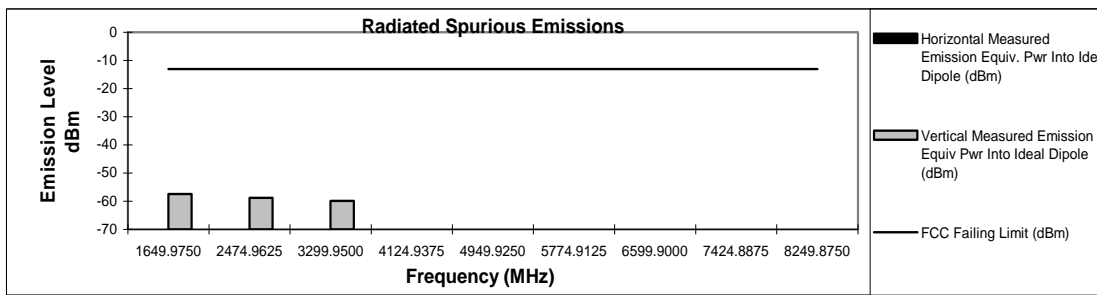 Radiated Spurious Emissions
Emission Level
dBm
0
-10
-20
-30
-40
-50
-60
-70
1649.9750 2474.9625 3299.9500 4124.9375 4949.9250 5774.9125 6599.9000 7424.8875 8249.8750
Frequency (MHz)
Horizontal Measured
Emission Equiv. Pwr Into Ide
Dipole (dBm)
Vertical Measured Emission
Equiv Pwr Into Ideal Dipole
(dBm)
FCC Failing Limit (dBm)